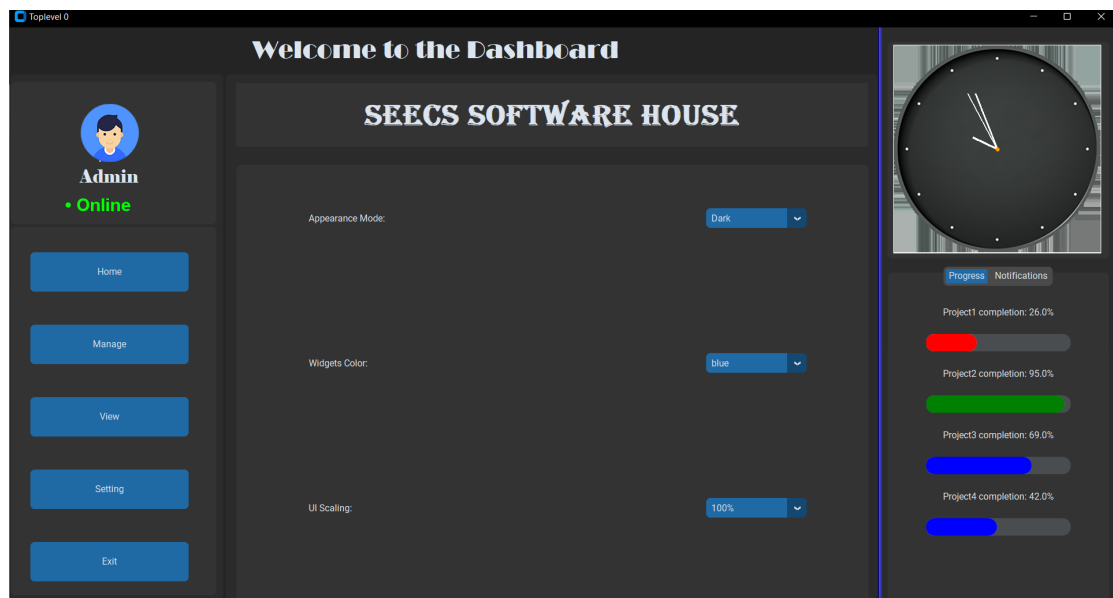 Toplevel 0
Welcome to the Dashboard
Admin
• Online
Home
Manage
View
Setting
Exit
SEECS SOFTWARE HOUSE
Appearance Mode: Dark
Widgets Color: blue
UI Scaling: 100%
Progress Notifications
Project1 completion: 26.0%
Project2 completion: 95.0%
Project3 completion: 69.0%
Project4 completion: 42.0%